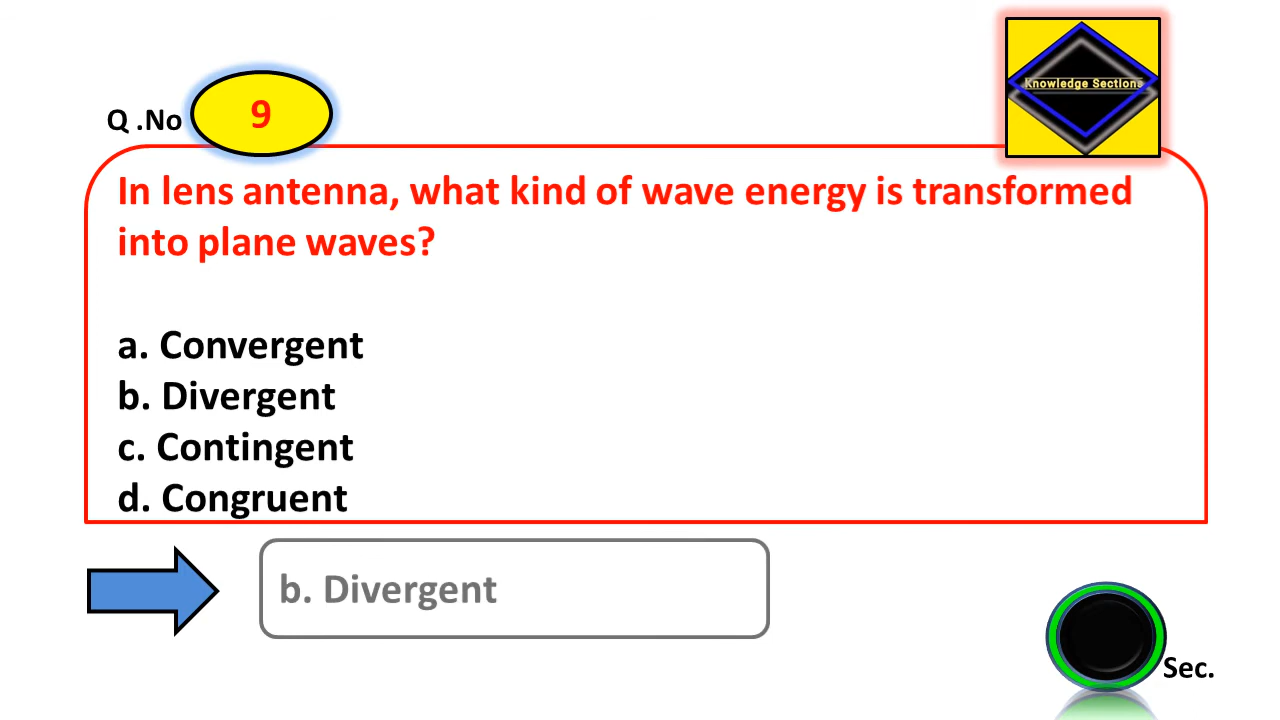 Knowledge Sections
Q .No 9
In lens antenna, what kind of wave energy is transformed
into plane waves?
a. Convergent
b. Divergent
c. Contingent
d. Congruent
b. Divergent
Sec.